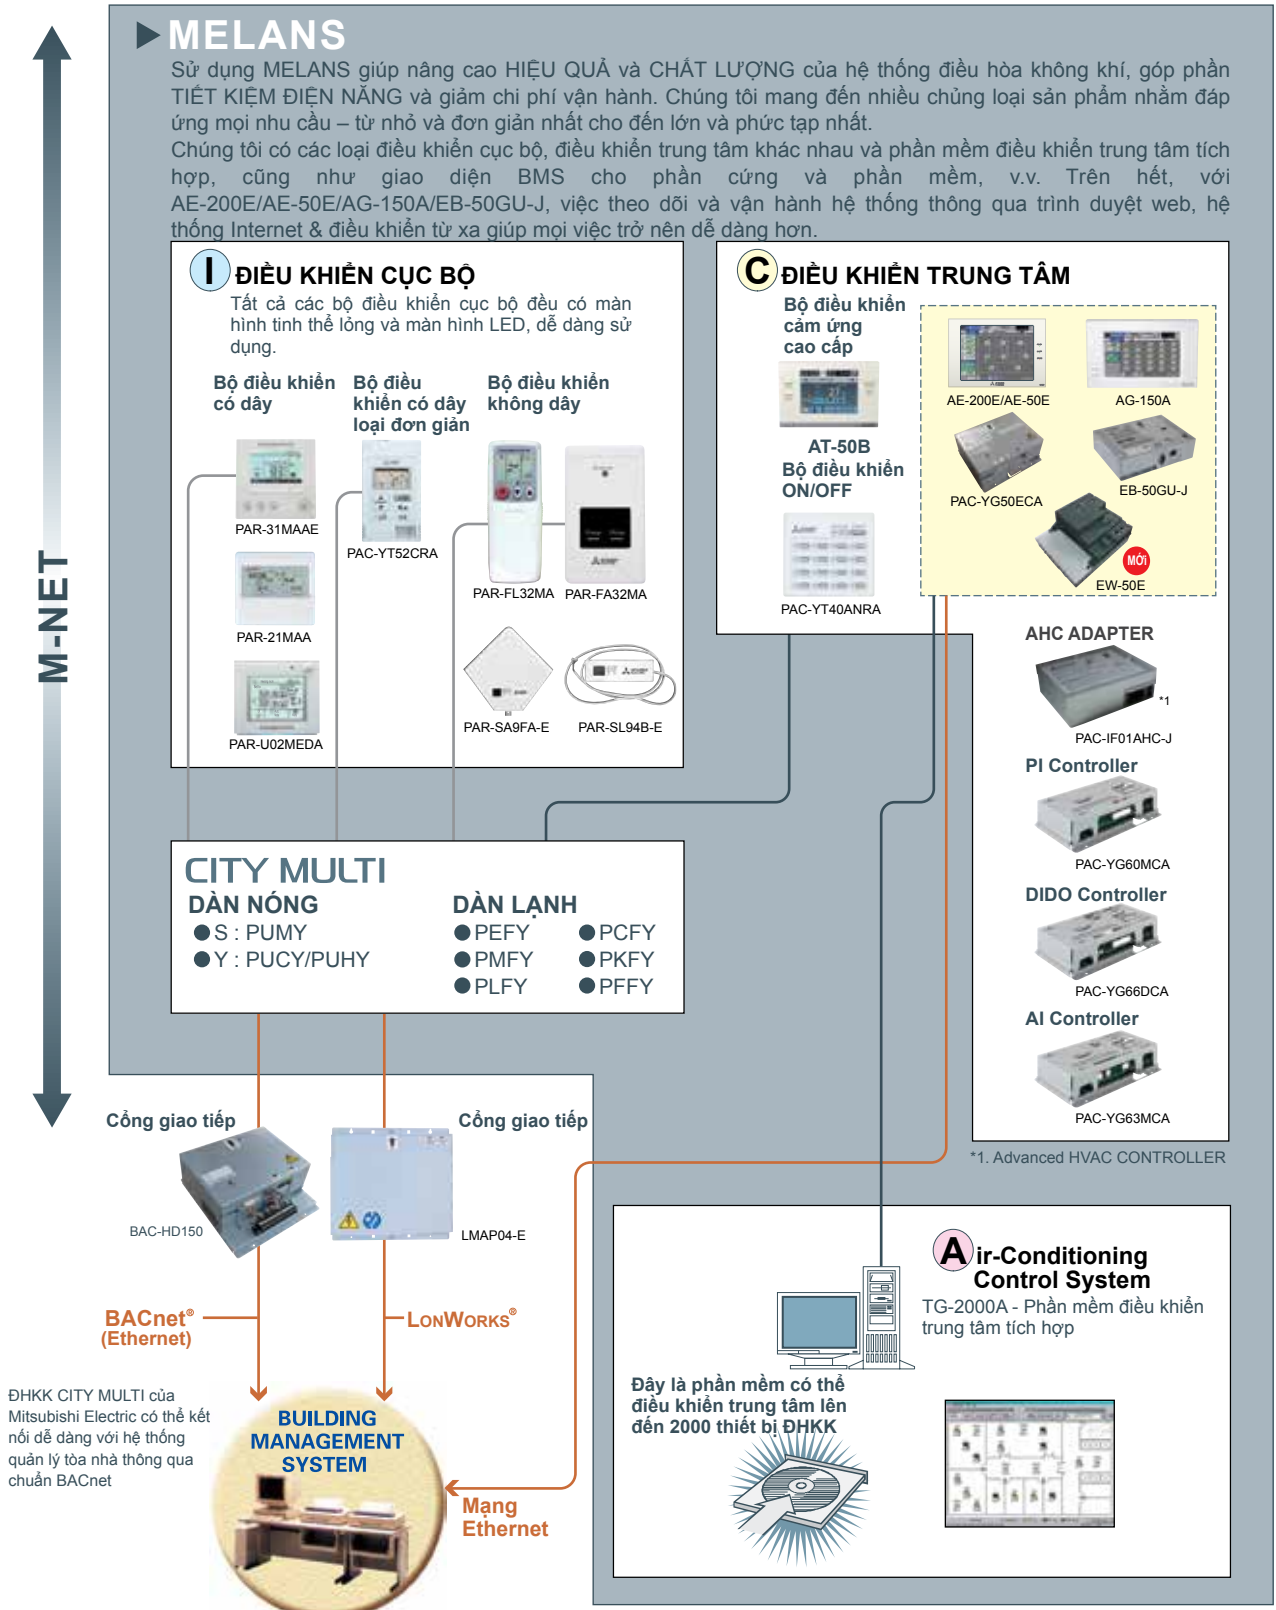 MELANS
Sử dụng MELANS giúp nâng cao HIỆU QUẢ và CHẤT LƯỢNG của hệ thống điều hòa không khí, góp phần
TIẾT KIỆM ĐIỆN NĂNG và giảm chi phí vận hành. Chúng tôi mang đến nhiều chủng loại sản phẩm nhằm đáp
ứng mọi nhu cầu – từ nhỏ và đơn giản nhất cho đến lớn và phức tạp nhất.
Chúng tôi có các loại điều khiển cục bộ, điều khiển trung tâm khác nhau và phần mềm điều khiển trung tâm tích
hợp, cũng như giao diện BMS cho phần cứng và phần mềm, v.v. Trên hết, với
AE-200E/AE-50E/AG-150A/EB-50GU-J, việc theo dõi và vận hành hệ thống thông qua trình duyệt web, hệ
thống Internet & điều khiển từ xa giúp mọi việc trở nên dễ dàng hơn.
M-NET
I ĐIỀU KHIỂN CỤC BỘ
Tất cả các bộ điều khiển cục bộ đều có màn
hình tinh thể lỏng và màn hình LED, dễ dàng sử
dụng.
Bộ điều khiển
có dây
Bộ điều
khiển có dây
loại đơn giản
Bộ điều khiển
không dây
PAR-31MAAE
PAC-YT52CRA
PAR-FL32MA
PAR-FA32MA
PAR-21MAA
PAR-U02MEDA
PAR-SA9FA-E
PAR-SL94B-E
C ĐIỀU KHIỂN TRUNG TÂM
Bộ điều khiển
cảm ứng
cao cấp
AT-50B
Bộ điều khiển
ON/OFF
PAC-YT40ANRA
AE-200E/AE-50E
AG-150A
PAC-YG50ECA
EB-50GU-J
MỚI
EW-50E
AHC ADAPTER
*1
PAC-IF01AHC-J
PI Controller
PAC-YG60MCA
DIDO Controller
PAC-YG66DCA
AI Controller
PAC-YG63MCA
*1. Advanced HVAC CONTROLLER
CITY MULTI
DÀN NÓNG
S : PUMY
Y : PUCY/PUHY
DÀN LẠNH
PEFY
PCFY
PMFY
PKFY
PLFY
PFFY
Cổng giao tiếp
Cổng giao tiếp
BAC-HD150
LMAP04-E
BACnet®
(Ethernet)
LONWORKS®
ĐHKK CITY MULTI của
Mitsubishi Electric có thể kết
nối dễ dàng với hệ thống
quản lý tòa nhà thông qua
chuẩn BACnet
BUILDING
MANAGEMENT
SYSTEM
Mạng
Ethernet
Air-Conditioning
Control System
TG-2000A - Phần mềm điều khiển
trung tâm tích hợp
Đây là phần mềm có thể
điều khiển trung tâm lên
đến 2000 thiết bị ĐHKK